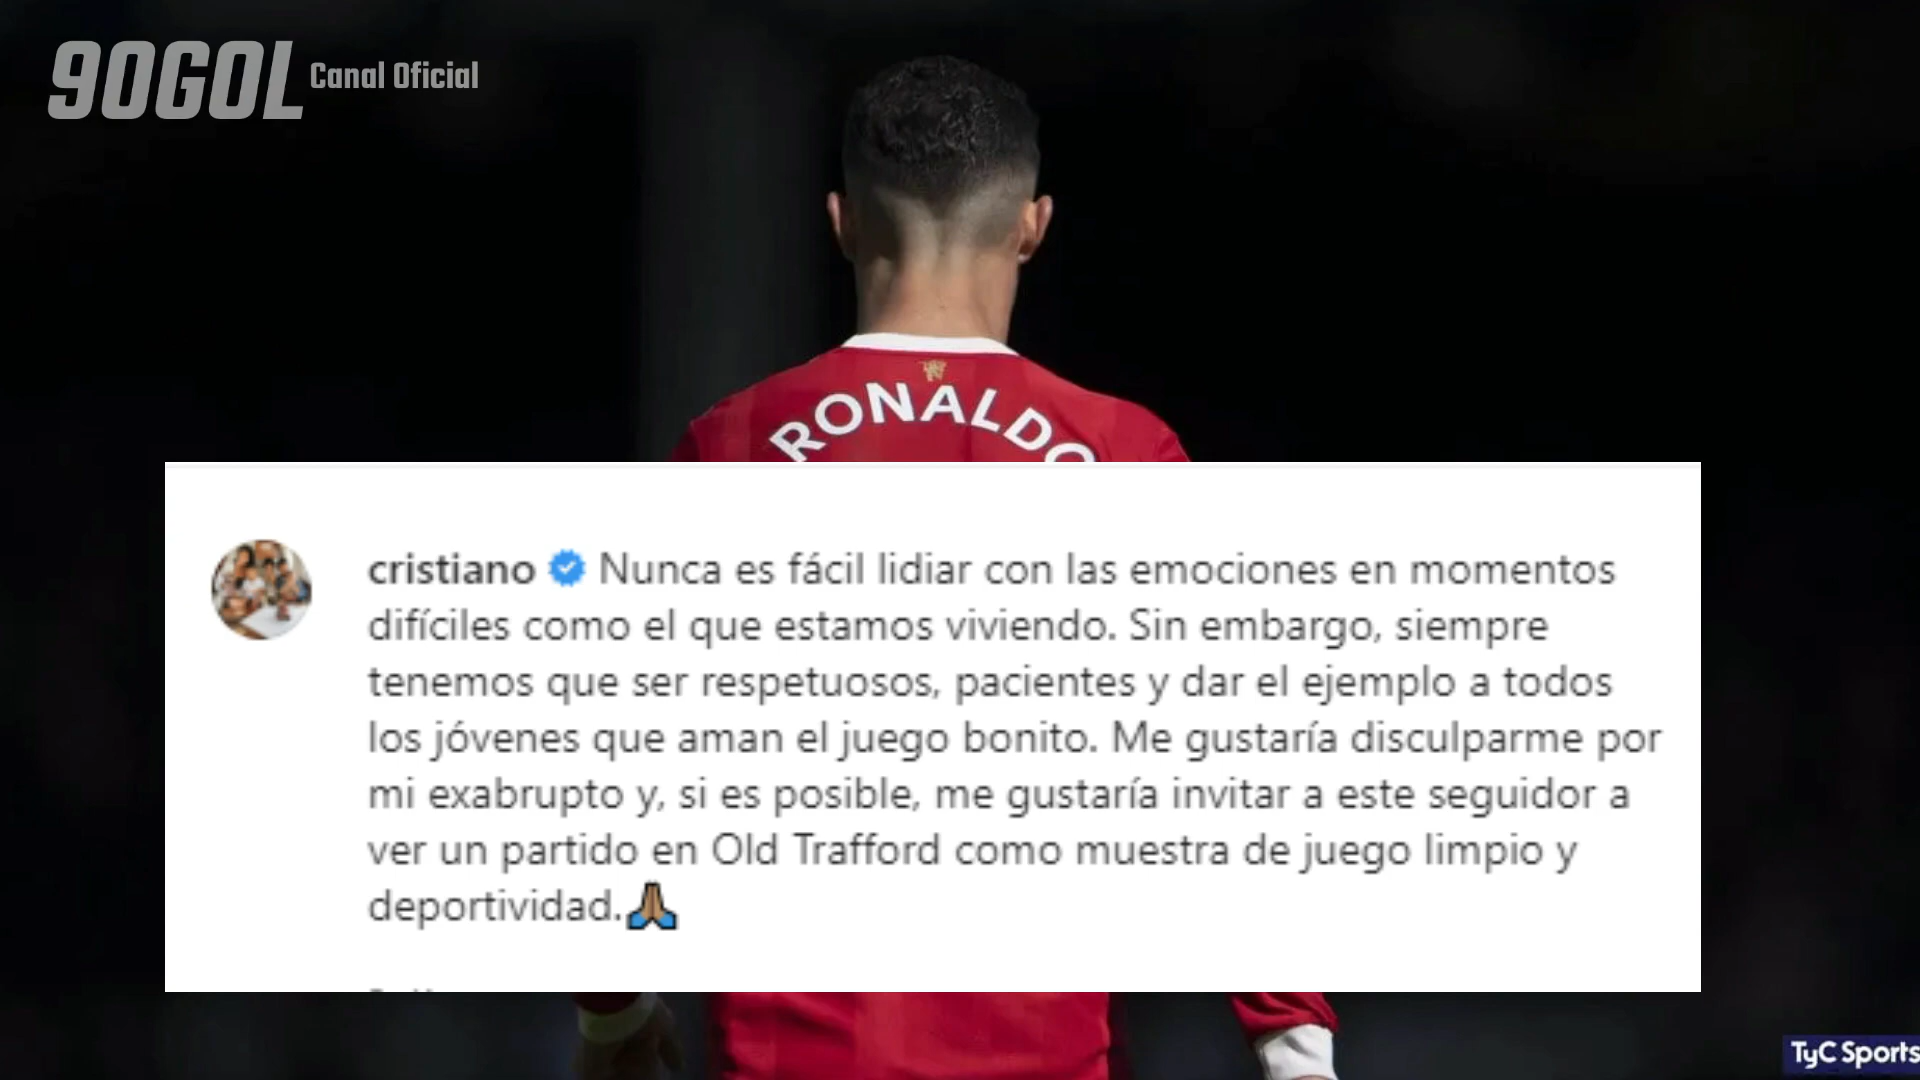 90GOL Canal Oficial
RONALDO
cristiano Nunca es fácil lidiar con las emociones en momentos
difíciles como el que estamos viviendo. Sin embargo, siempre
tenemos que ser respetuosos, pacientes y dar el ejemplo a todos
los jóvenes que aman el juego bonito. Me gustaría disculparme por
mi exabrupto y, si es posible, me gustaría invitar a este seguidor a
ver un partido en Old Trafford como muestra de juego limpio y
deportividad.🙏🏽
TyC Sports